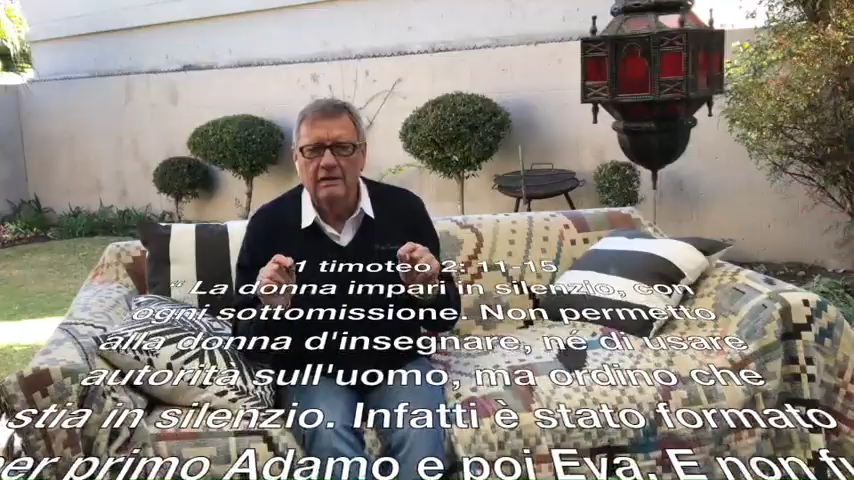 1 timoteo 2: 11-15
“ La donna impari in silenzio, con
ogni sottomissione. Non permetto
alla donna d'insegnare, né di usare
autorità sull'uomo, ma ordino che
stia in silenzio. Infatti è stato formato
per primo Adamo e poi Eva. E non fu